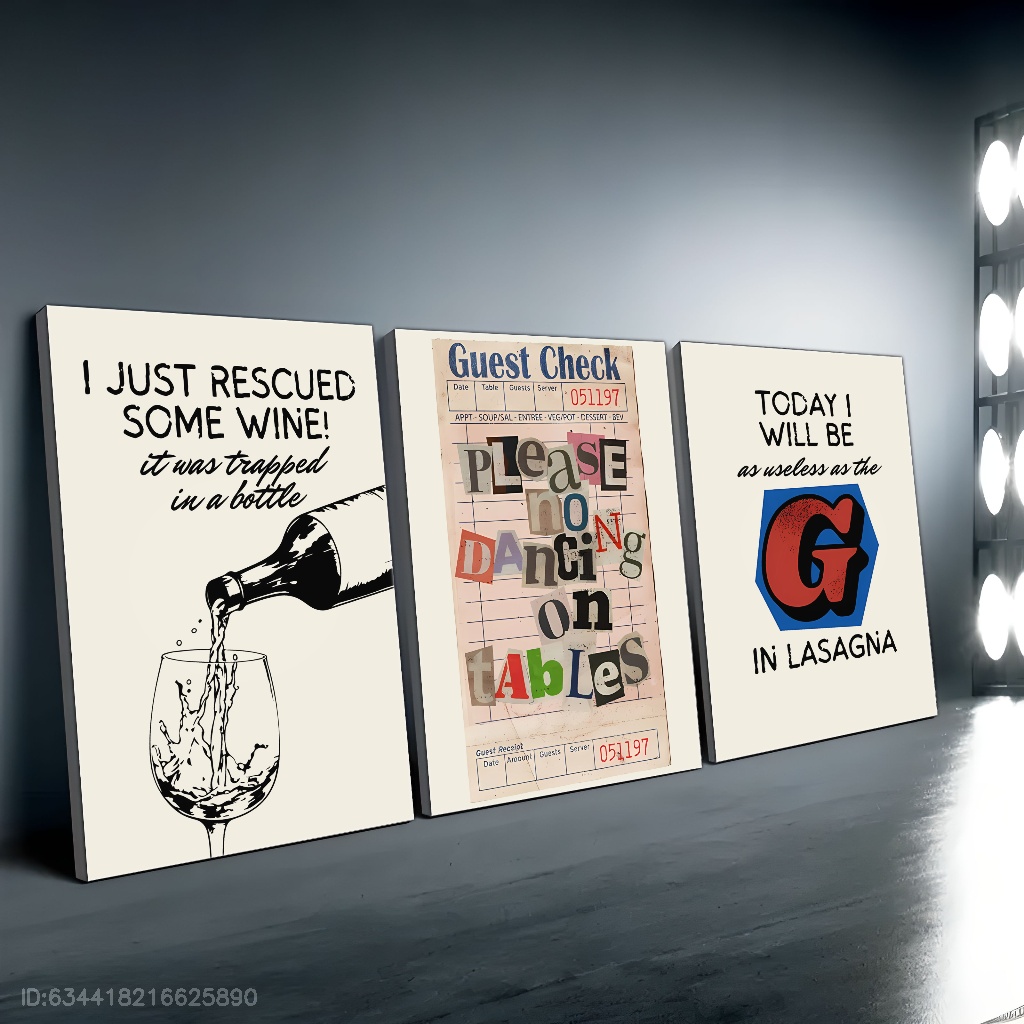 I JUST RESCUED
SOME WINE!
it was trapped
in a bottle
Guest Check
Date Table Guests Server 051197
APPT - SOUP/SAL - ENTREE - VEG/POT - DESSERT - BEV
PLEasE
no
DANCiNg
on
tAbLeS
Guest Receipt
Date Amount Guests Server 051197
TODAY I
WILL BE
as useless as the
G
IN LASAGNA
ID:634418216625890